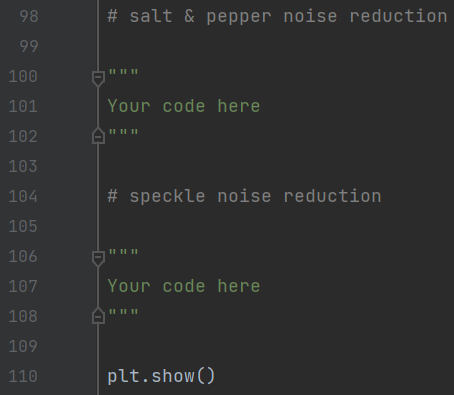 98 # salt & pepper noise reduction
99
100 """
101 Your code here
102 """
103
104 # speckle noise reduction
105
106 """
107 Your code here
108 """
109
110 plt.show()